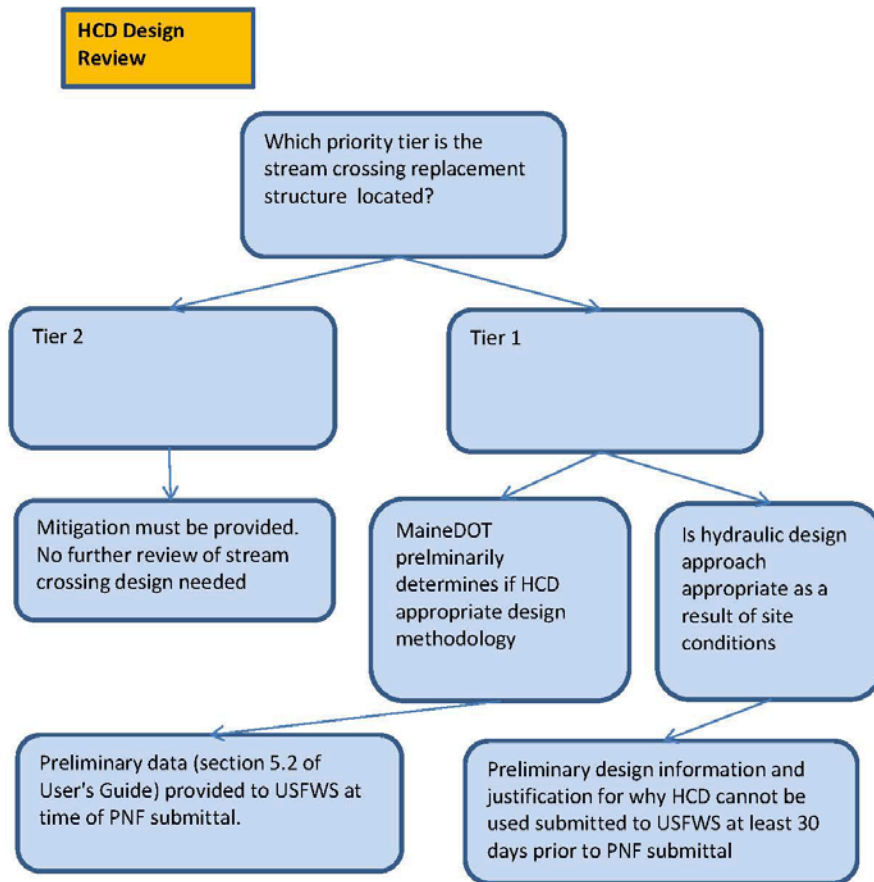 HCD Design
Review
Which priority tier is the
stream crossing replacement
structure located?
Tier 2
Tier 1
Mitigation must be provided.
No further review of stream
crossing design needed
MaineDOT
prelminarily
determines if HCD
appropriate design
methodology
Is hydraulic design
approach
appropriate as a
result of site
conditions
Preliminary data (section 5.2 of
User's Guide) provided to USFWS at
time of PNF submittal.
Preliminary design information and
justification for why HCD cannot be
used submitted to USFWS at least 30
days prior to PNF submittal